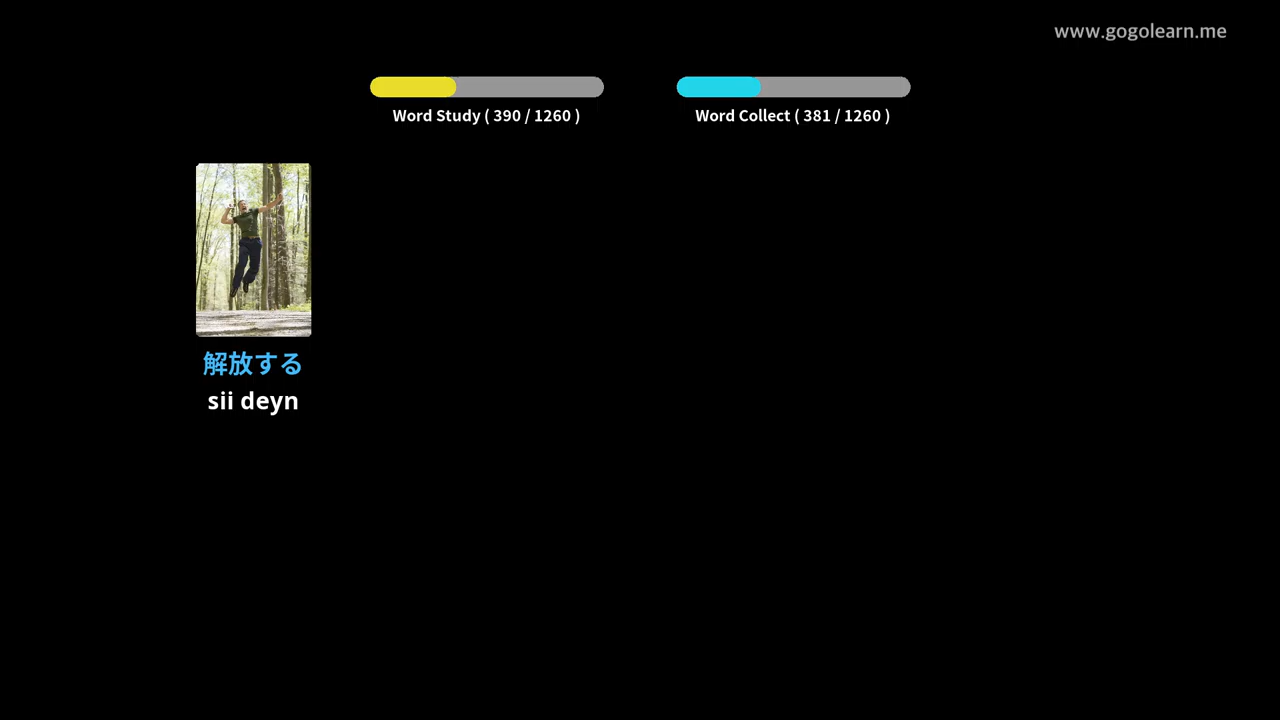 www.gogolearn.me
Word Study ( 390 / 1260 )
Word Collect ( 381 / 1260 )
解放する
sii deyn